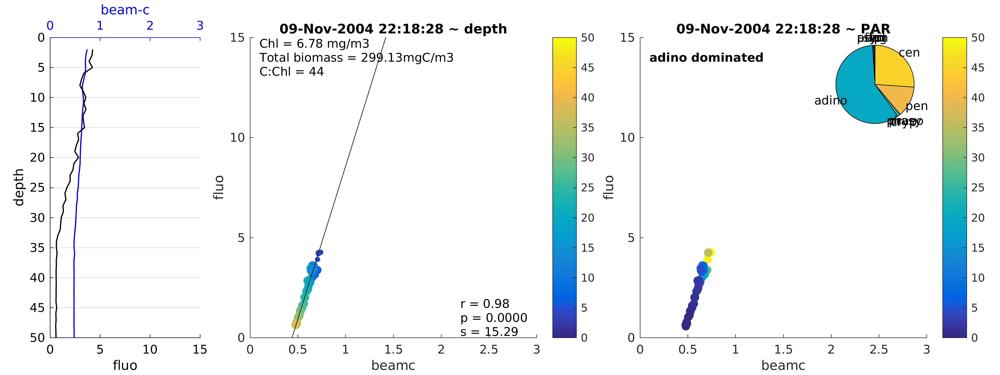 beam-c
0 1 2 3
0
5
10
15
20
25
30
35
40
45
50
depth
0 5 10 15
fluo
09-Nov-2004 22:18:28 ~ depth
Chl = 6.78 mg/m3
Total biomass = 299.13mgC/m3
C:Chl = 44
15
10
5
0
fluo
r = 0.98
p = 0.0000
s = 15.29
0 0.5 1 1.5 2 2.5 3
beamc
50
45
40
35
30
25
20
15
10
5
0
09-Nov-2004 22:18:28 ~ PAR
adino dominated
cen
adino
pen
15
10
5
0
fluo
0 0.5 1 1.5 2 2.5 3
beamc
50
45
40
35
30
25
20
15
10
5
0